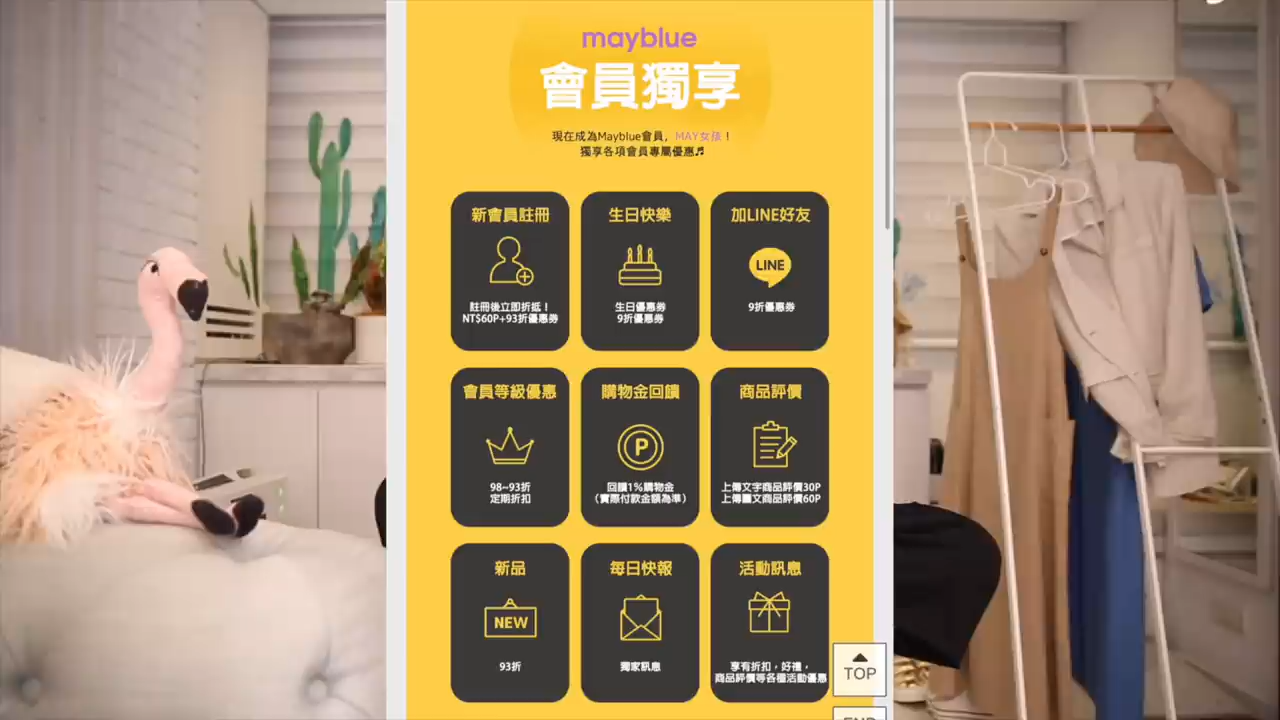 mayblue
會員獨享
現在成為Mayblue會員，MAY女孩！
獨享各項會員專屬優惠♬
新會員註冊
註冊後立即折抵！
NT$60P+93折優惠券
生日快樂
生日優惠券
9折優惠券
加LINE好友
LINE
9折優惠券
會員等級優惠
98~93折
定期折扣
購物金回饋
P
回饋1%購物金
（實際付款金額為準）
商品評價
上傳文字商品評價30P
上傳圖文商品評價60P
新品
NEW
93折
每日快報
獨家訊息
活動訊息
享有折扣，好禮，
商品評價等各種活動優惠
TOP
END